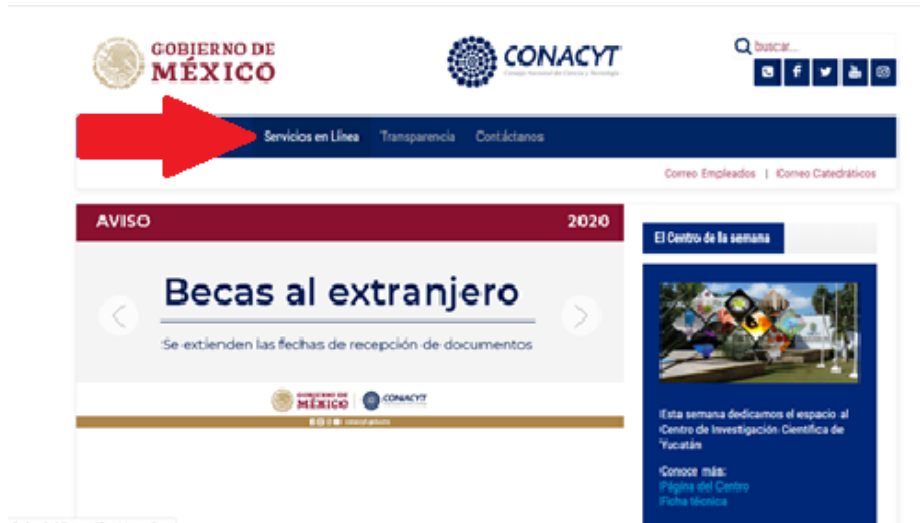 GOBIERNO DE
MÉXICO
CONACYT
Consejo Nacional de Ciencia y Tecnología
buscar...
Servicios en Línea Transparencia Contáctanos
Correo Empleados | Correo Catedráticos
AVISO 2020
Becas al extranjero
Se extienden las fechas de recepción de documentos
GOBIERNO DE
MÉXICO
CONACYT
El Centro de la semana
Esta semana dedicamos el espacio al
Centro de Investigación Científica de
Yucatán
Conoce más:
Página del Centro
Ficha técnica